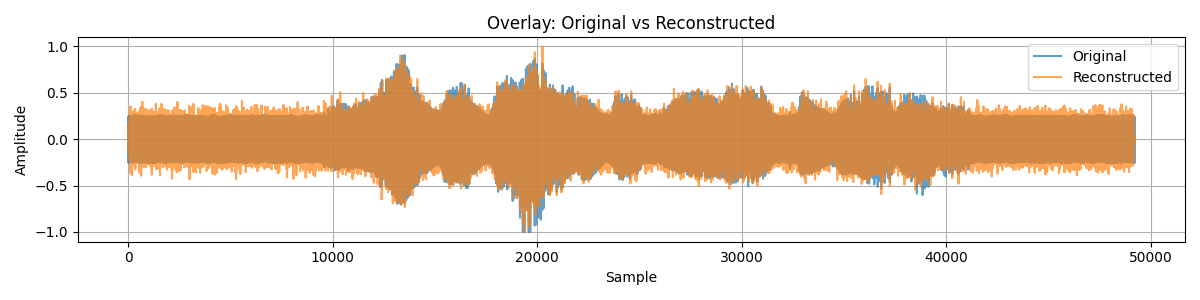 Overlay: Original vs Reconstructed
1.0
0.5
0.0
−0.5
−1.0
Amplitude
Original
Reconstructed
0
10000
20000
30000
40000
50000
Sample